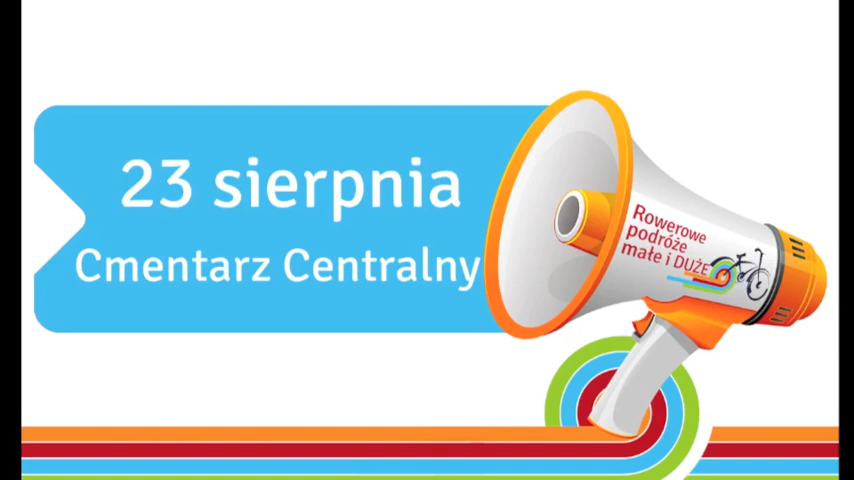 23 sierpnia
Cmentarz Centralny
Rowerowe
podróże
małe i DUŻE